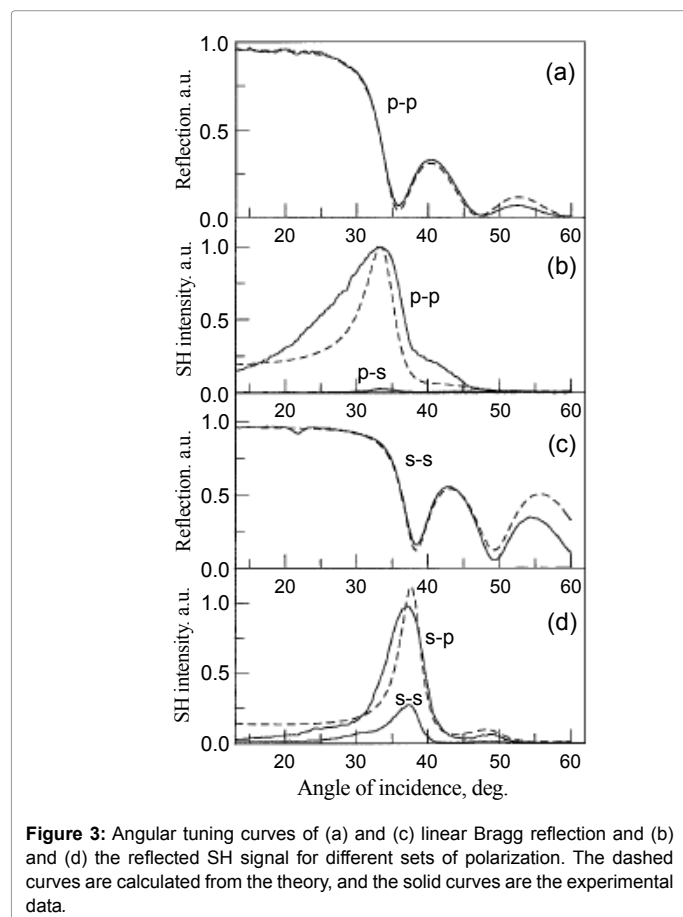 1.0
(a)
p-p
Reflection. a.u.
0.5
0.0
20 30 40 50 60
1.0
(b)
p-p
SH intensity. a.u.
0.5
p-s
0.0
20 30 40 50 60
1.0
(c)
s-s
Reflection. a.u.
0.5
0.0
20 30 40 50 60
1.0
(d)
s-p
SH intensity. a.u.
0.5
s-s
0.0
20 30 40 50 60
Angle of incidence, deg.
Figure 3: Angular tuning curves of (a) and (c) linear Bragg reflection and (b)
and (d) the reflected SH signal for different sets of polarization. The dashed
curves are calculated from the theory, and the solid curves are the experimental
data.